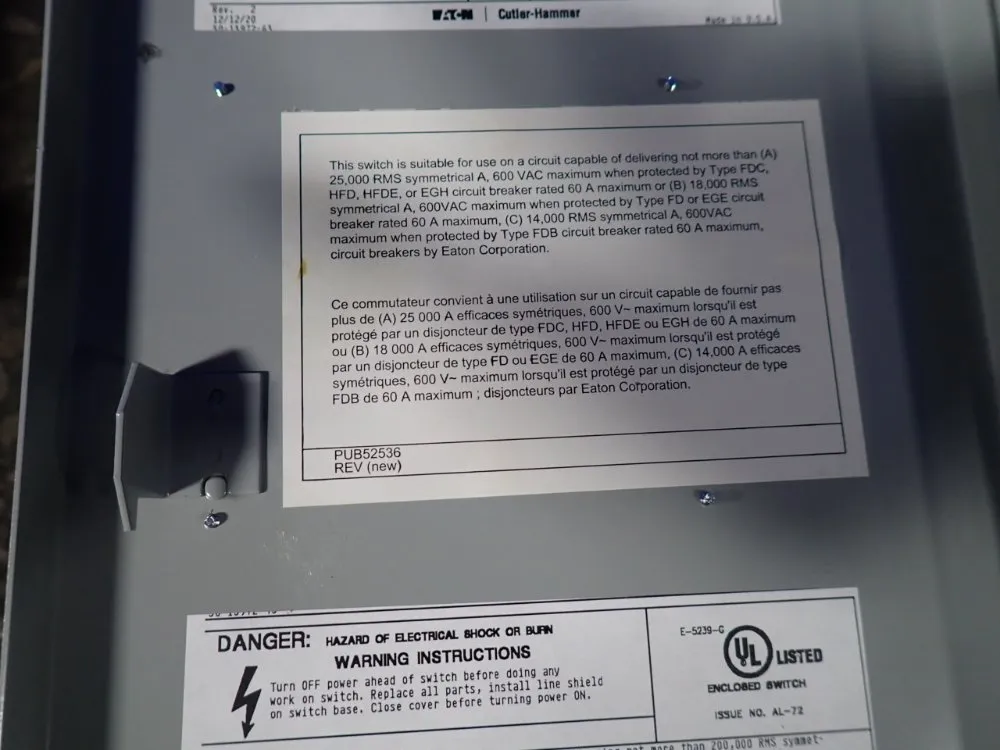 Rev. 2
12/12/20
EATON | Cutler-Hammer
Made in U.S.A.
This switch is suitable for use on a circuit capable of delivering not more than (A)
25,000 RMS symmetrical A, 600 VAC maximum when protected by Type FDC,
HFD, HFDE, or EGH circuit breaker rated 60 A maximum or (B) 18,000 RMS
symmetrical A, 600VAC maximum when protected by Type FD or EGE circuit
breaker rated 60 A maximum, (C) 14,000 RMS symmetrical A, 600VAC
maximum when protected by Type FDB circuit breaker rated 60 A maximum,
circuit breakers by Eaton Corporation.
Ce commutateur convient à une utilisation sur un circuit capable de fournir pas
plus de (A) 25 000 A efficaces symétriques, 600 V~ maximum lorsqu'il est
protégé par un disjoncteur de type FDC, HFD, HFDE ou EGH de 60 A maximum
ou (B) 18 000 A efficaces symétriques, 600 V~ maximum lorsqu'il est protégé
par un disjoncteur de type FD ou EGE de 60 A maximum, (C) 14,000 A efficaces
symétriques, 600 V~ maximum lorsqu'il est protégé par un disjoncteur de type
FDB de 60 A maximum ; disjoncteurs par Eaton Corporation.
PUB52536
REV (new)
DANGER: HAZARD OF ELECTRICAL SHOCK OR BURN
WARNING INSTRUCTIONS
Turn OFF power ahead of switch before doing any
work on switch. Replace all parts, install line shield
on switch base. Close cover before turning power ON.
E-5239-G
UL LISTED
ENCLOSED SWITCH
ISSUE NO. AL-72
not more than 200,000 RMS symmet-